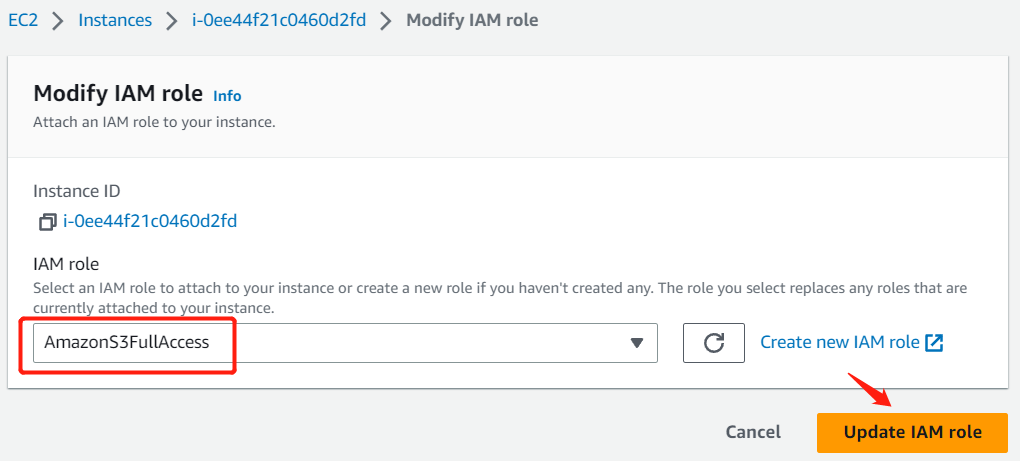 EC2 > Instances > i-0ee44f21c0460d2fd > Modify IAM role
Modify IAM role Info
Attach an IAM role to your instance.
Instance ID
i-0ee44f21c0460d2fd
IAM role
Select an IAM role to attach to your instance or create a new role if you haven't created any. The role you select replaces any roles that are
currently attached to your instance.
AmazonS3FullAccess
Create new IAM role
Cancel
Update IAM role